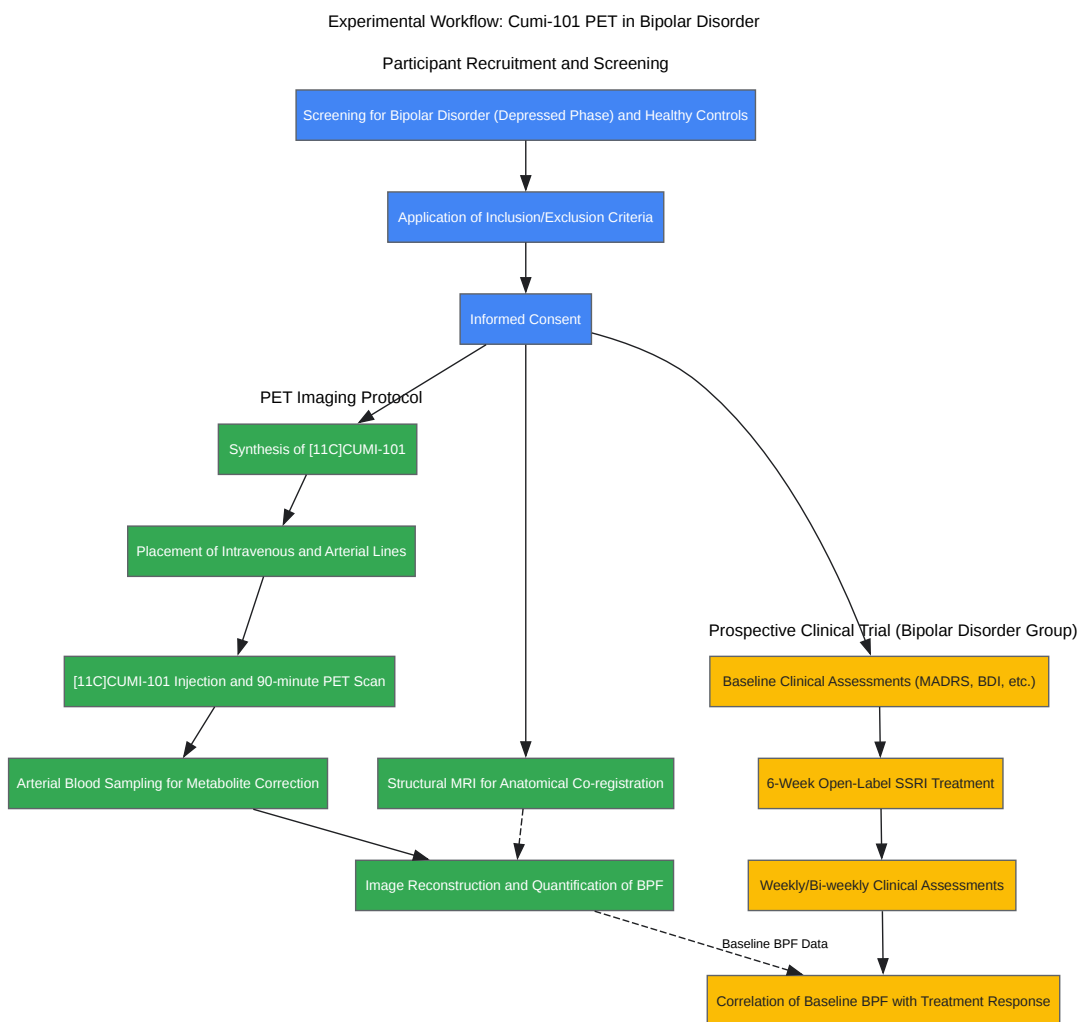 Experimental Workflow: Cumi-101 PET in Bipolar Disorder
Participant Recruitment and Screening
Screening for Bipolar Disorder (Depressed Phase) and Healthy Controls
Application of Inclusion/Exclusion Criteria
Informed Consent
PET Imaging Protocol
Synthesis of [11C]CUMI-101
Placement of Intravenous and Arterial Lines
[11C]CUMI-101 Injection and 90-minute PET Scan
Arterial Blood Sampling for Metabolite Correction
Structural MRI for Anatomical Co-registration
Image Reconstruction and Quantification of BPF
Prospective Clinical Trial (Bipolar Disorder Group)
Baseline Clinical Assessments (MADRS, BDI, etc.)
6-Week Open-Label SSRI Treatment
Weekly/Bi-weekly Clinical Assessments
Baseline BPF Data
Correlation of Baseline BPF with Treatment Response